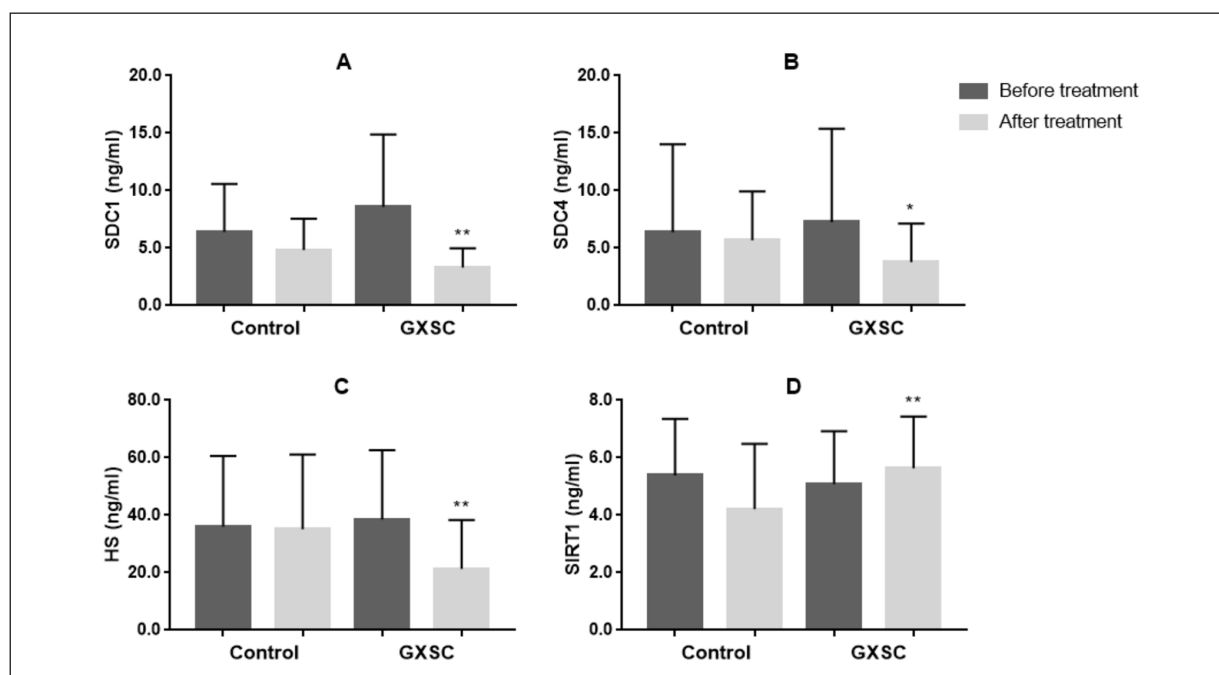 A
20.0
15.0
10.0
5.0
0.0
SDC1 (ng/ml)
**
Control GXSC
B
20.0
15.0
10.0
5.0
0.0
SDC4 (ng/ml)
*
Control GXSC
Before treatment
After treatment
C
80.0
60.0
40.0
20.0
0.0
HS (ng/ml)
**
Control GXSC
D
8.0
6.0
4.0
2.0
0.0
SIRT1 (ng/ml)
**
Control GXSC